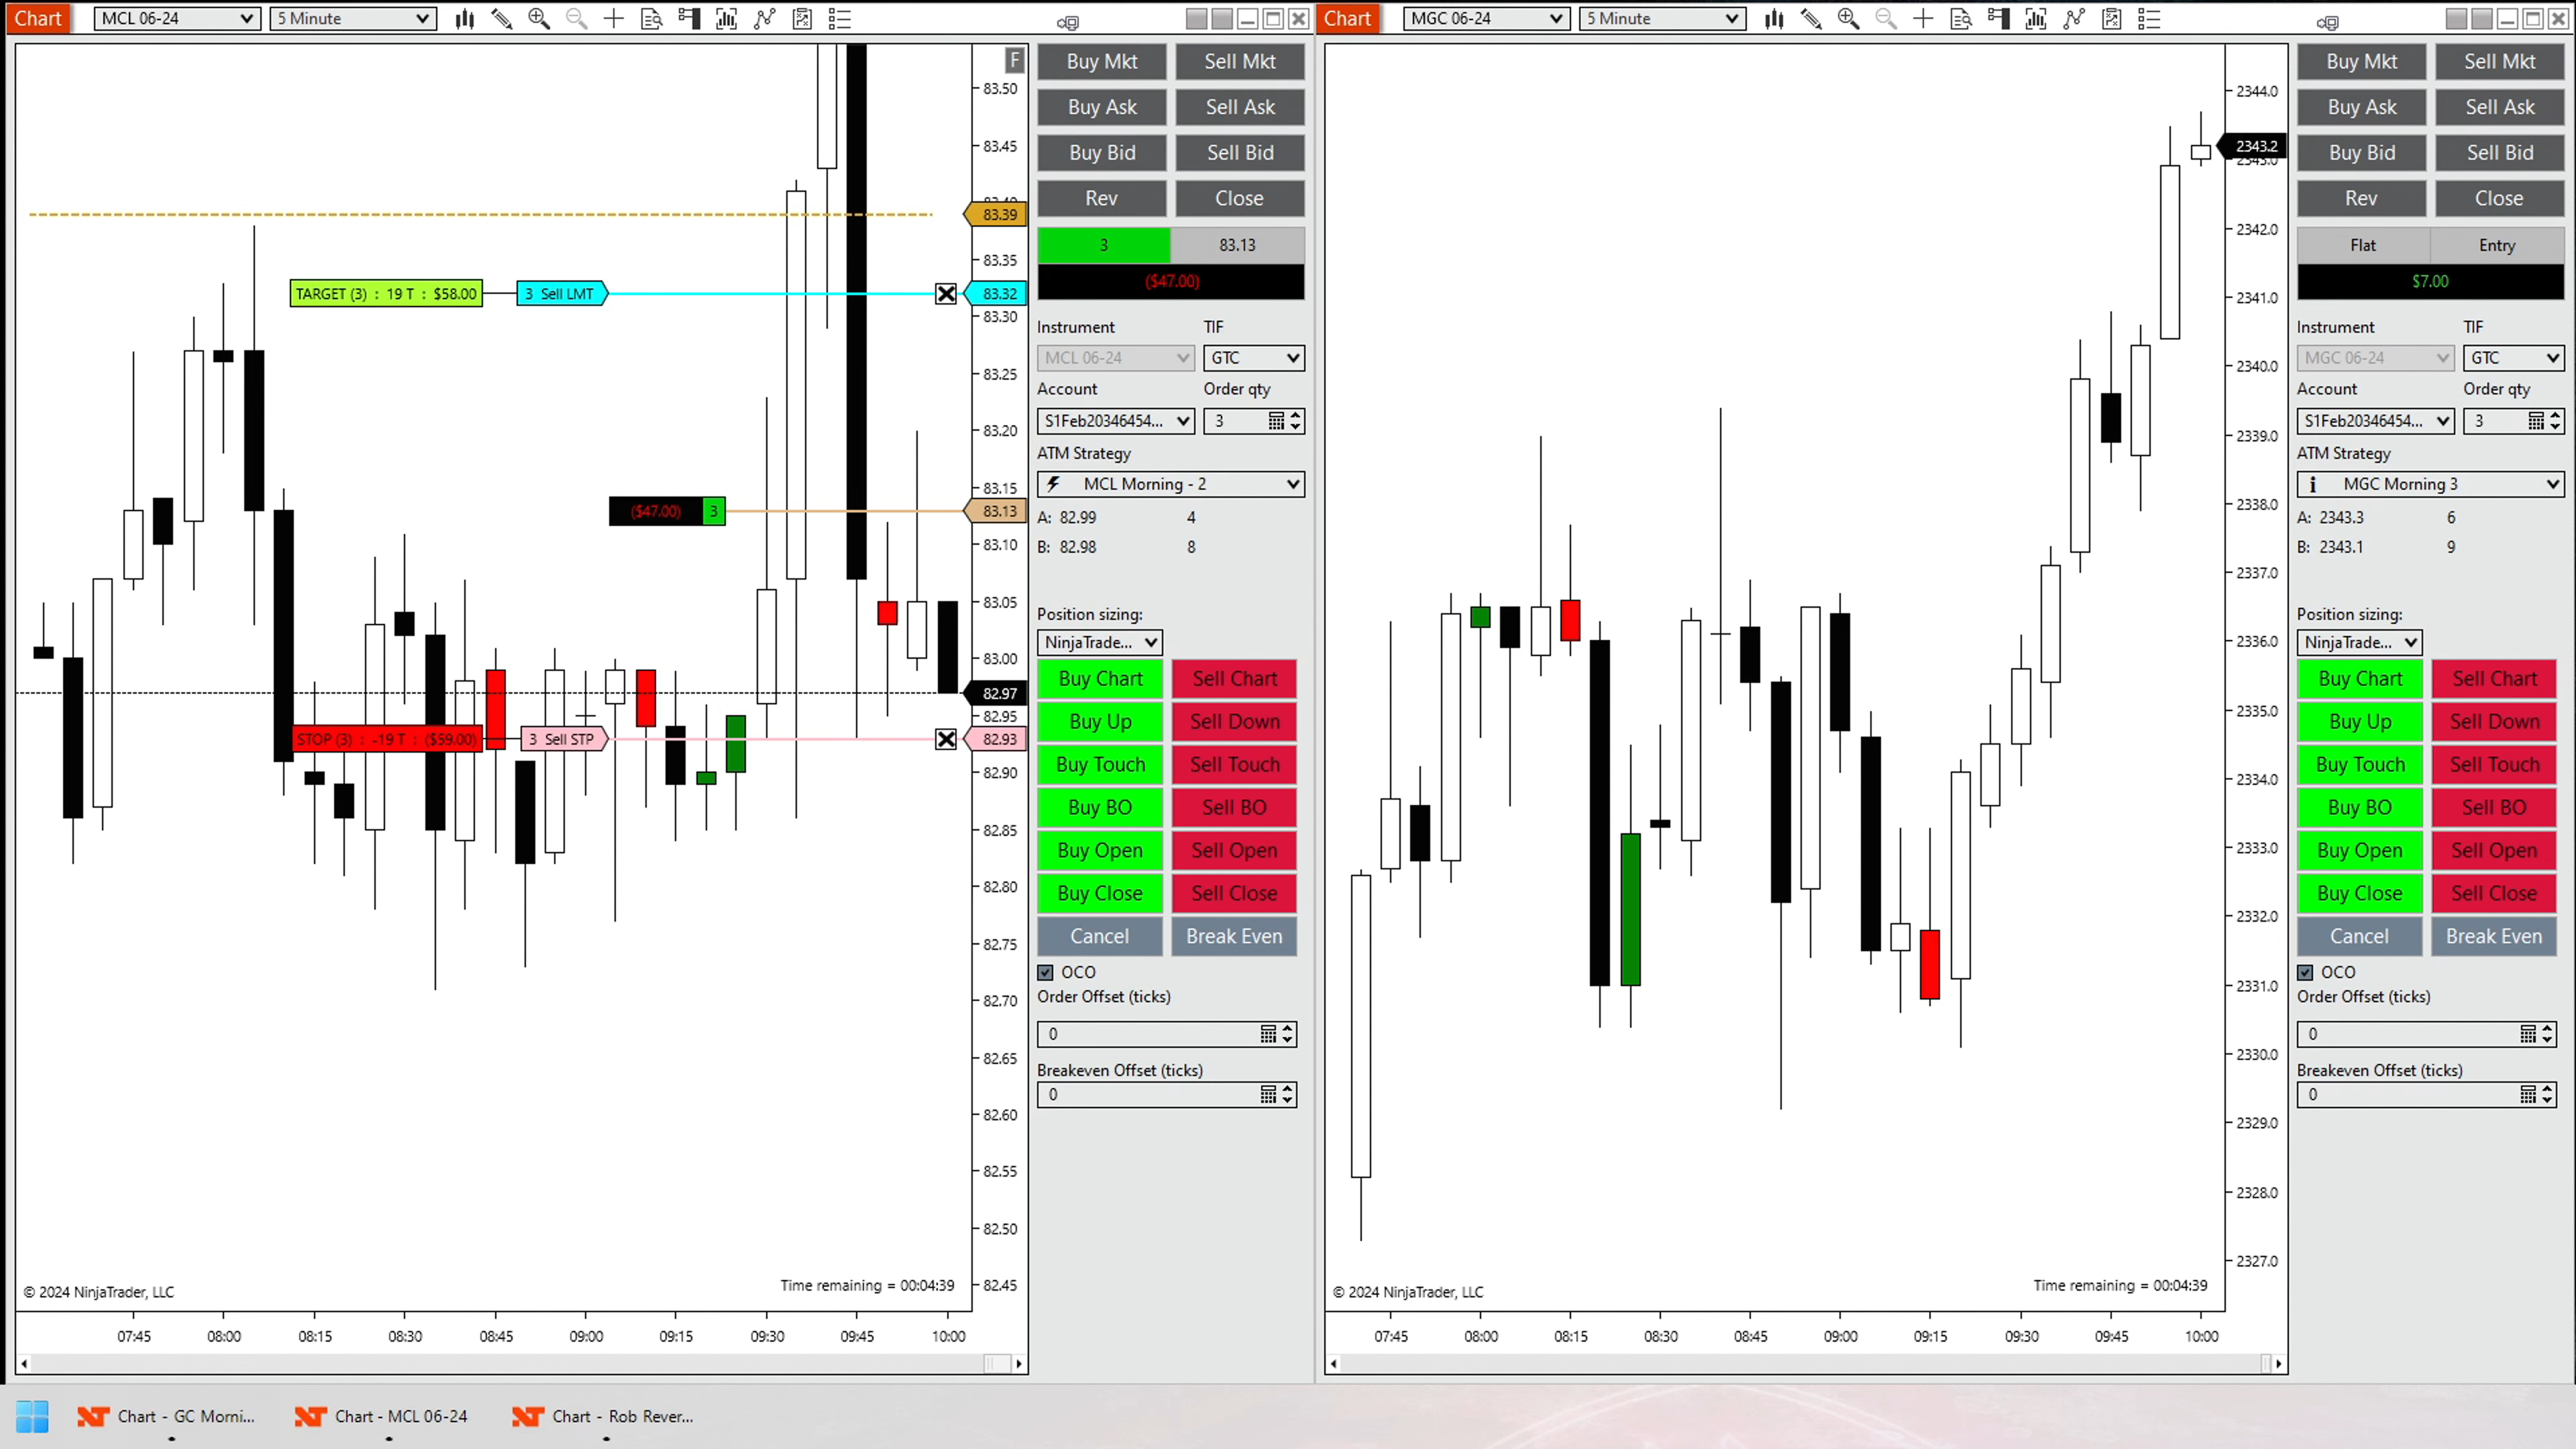 Chart MCL 06-24 5 Minute
F
83.50
83.45
83.39
83.35
TARGET (3) : 19 T : $58.00 3 Sell LMT 83.32
83.30
83.25
83.20
83.15
($47.00) 3 83.13
83.10
83.05
83.00
82.97
82.95
STOP (3) : -19 T : ($59.00) 3 Sell STP 82.93
82.90
82.85
82.80
82.75
82.70
82.65
82.60
82.55
82.50
82.45
© 2024 NinjaTrader, LLC Time remaining = 00:04:39
07:45 08:00 08:15 08:30 08:45 09:00 09:15 09:30 09:45 10:00
Buy Mkt Sell Mkt
Buy Ask Sell Ask
Buy Bid Sell Bid
Rev Close
3 83.13
($47.00)
Instrument TIF
MCL 06-24 GTC
Account Order qty
S1Feb20346454... 3
ATM Strategy
MCL Morning - 2
A: 82.99 4
B: 82.98 8
Position sizing:
NinjaTrade...
Buy Chart Sell Chart
Buy Up Sell Down
Buy Touch Sell Touch
Buy BO Sell BO
Buy Open Sell Open
Buy Close Sell Close
Cancel Break Even
OCO
Order Offset (ticks)
0
Breakeven Offset (ticks)
0
Chart MGC 06-24 5 Minute
2344.0
2343.2
2342.0
2341.0
2340.0
2339.0
2338.0
2337.0
2336.0
2335.0
2334.0
2333.0
2332.0
2331.0
2330.0
2329.0
2328.0
2327.0
© 2024 NinjaTrader, LLC Time remaining = 00:04:39
07:45 08:00 08:15 08:30 08:45 09:00 09:15 09:30 09:45 10:00
Buy Mkt Sell Mkt
Buy Ask Sell Ask
Buy Bid Sell Bid
Rev Close
Flat Entry
$7.00
Instrument TIF
MGC 06-24 GTC
Account Order qty
S1Feb20346454... 3
ATM Strategy
MGC Morning 3
A: 2343.3 6
B: 2343.1 9
Position sizing:
NinjaTrade...
Buy Chart Sell Chart
Buy Up Sell Down
Buy Touch Sell Touch
Buy BO Sell BO
Buy Open Sell Open
Buy Close Sell Close
Cancel Break Even
OCO
Order Offset (ticks)
0
Breakeven Offset (ticks)
0
Chart - GC Morni... Chart - MCL 06-24 Chart - Rob Rever...